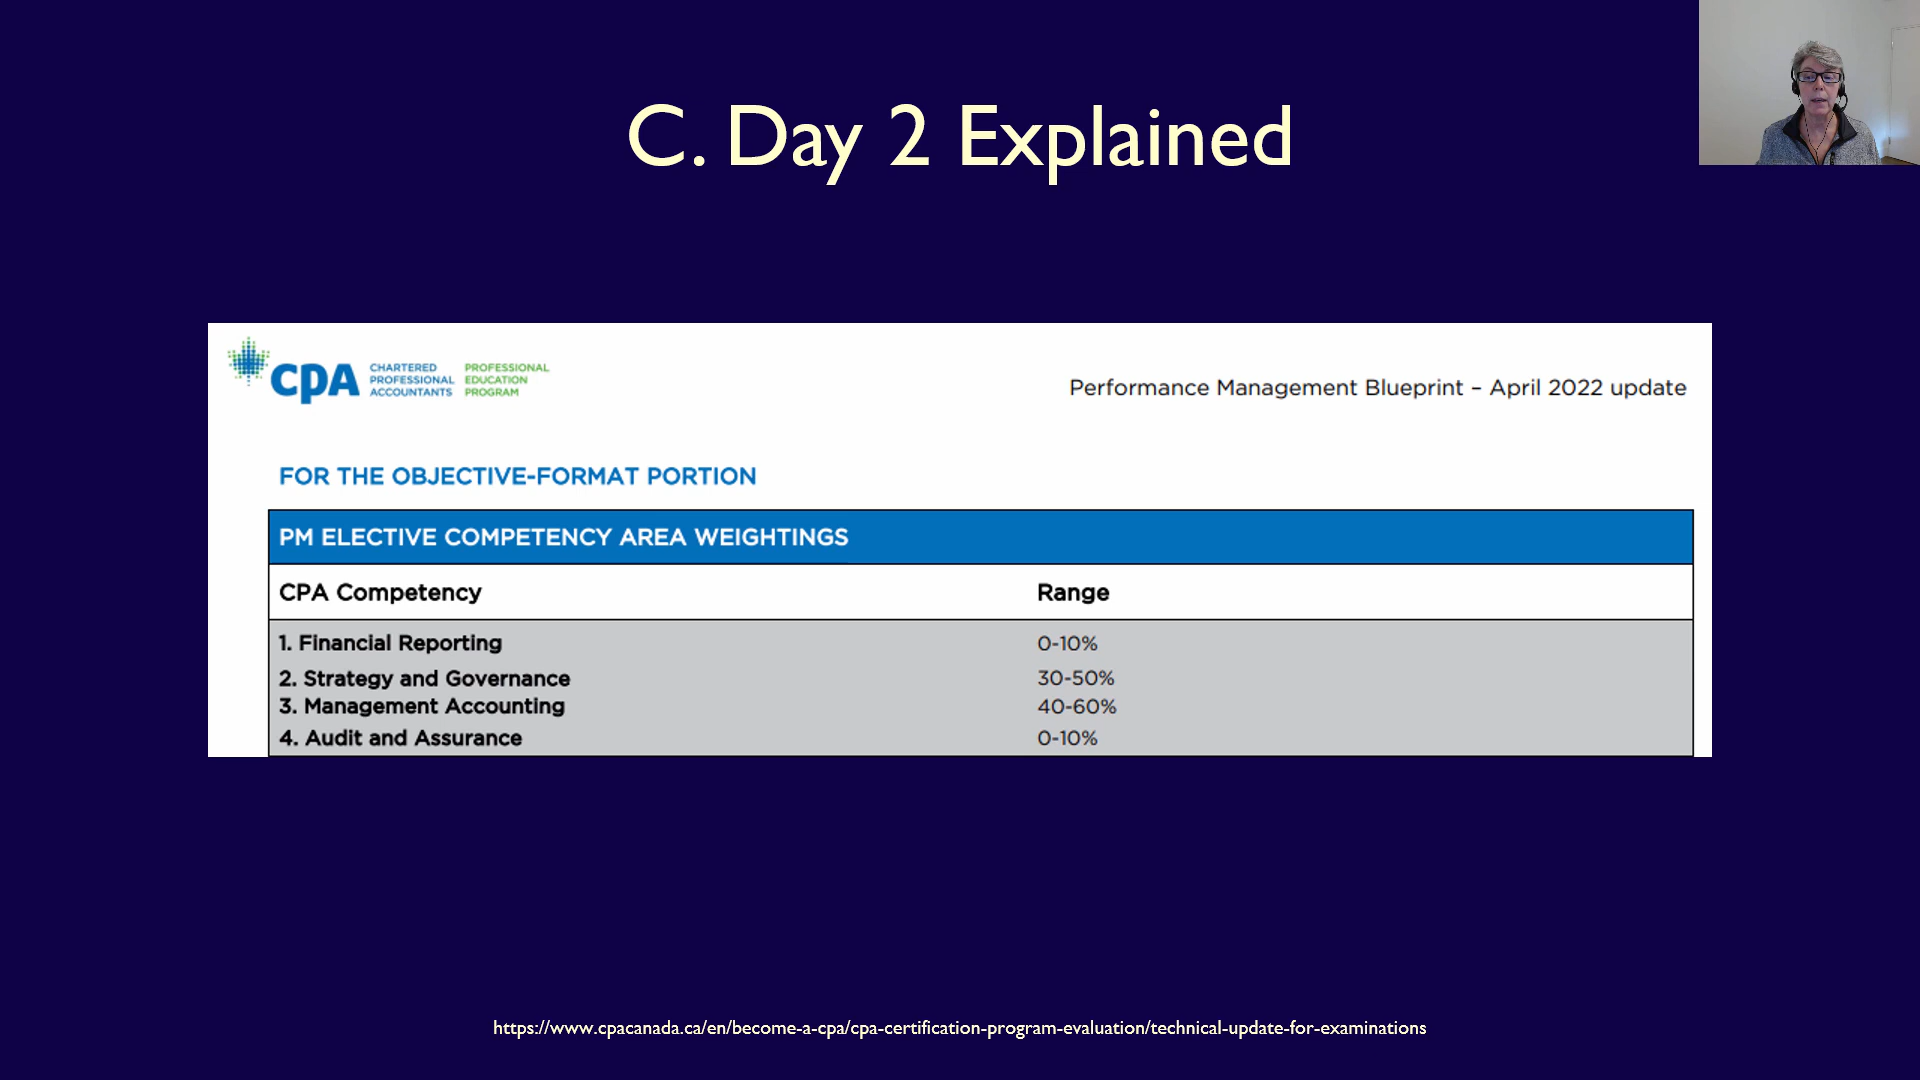 C. Day 2 Explained
CPA
CHARTERED PROFESSIONAL ACCOUNTANTS
PROFESSIONAL EDUCATION PROGRAM
Performance Management Blueprint – April 2022 update
FOR THE OBJECTIVE-FORMAT PORTION
PM ELECTIVE COMPETENCY AREA WEIGHTINGS
CPA Competency Range
1. Financial Reporting 0-10%
2. Strategy and Governance 30-50%
3. Management Accounting 40-60%
4. Audit and Assurance 0-10%
https://www.cpacanada.ca/en/become-a-cpa/cpa-certification-program-evaluation/technical-update-for-examinations